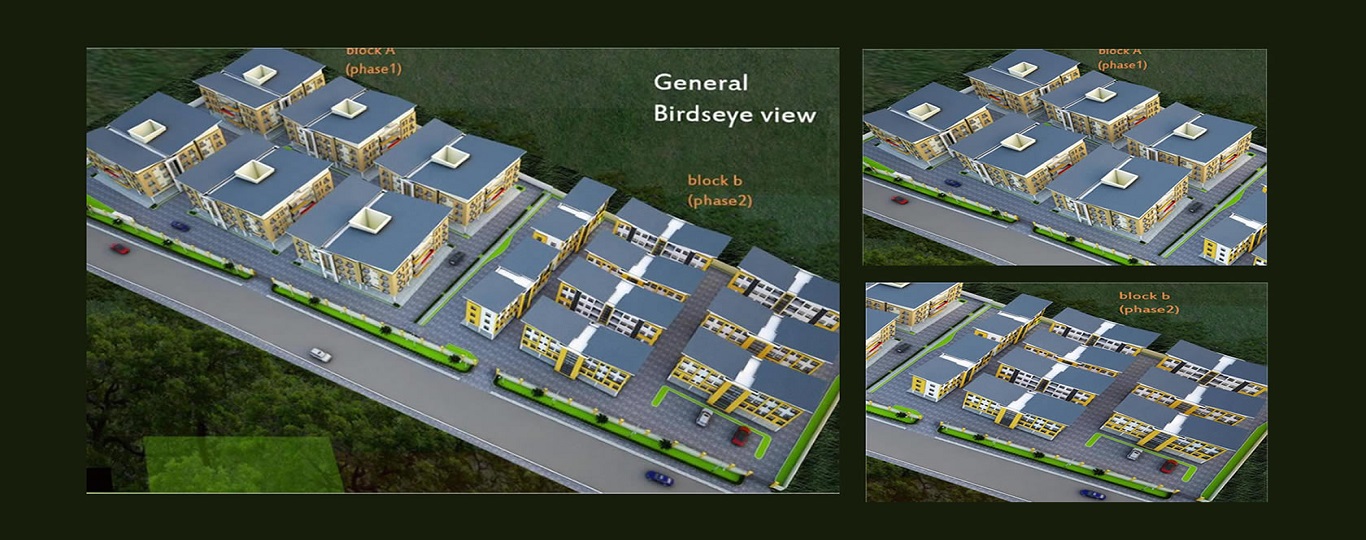 block A
(phase1)
General
Birdseye view
block b
(phase2)
block A
(phase1)
block b
(phase2)